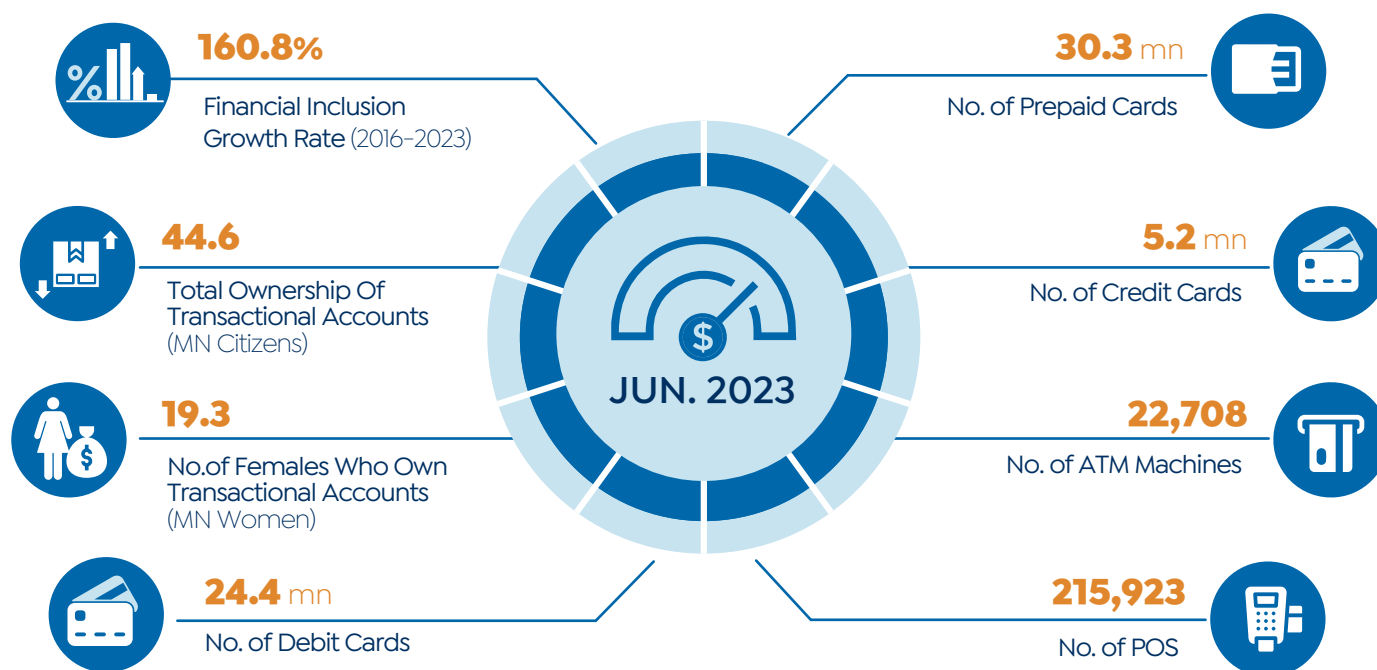 160.8%
Financial Inclusion
Growth Rate (2016-2023)
44.6
Total Ownership Of
Transactional Accounts
(MN Citizens)
19.3
No.of Females Who Own
Transactional Accounts
(MN Women)
24.4 mn
No. of Debit Cards
%
$
$
JUN. 2023
30.3 mn
No. of Prepaid Cards
5.2 mn
No. of Credit Cards
22,708
No. of ATM Machines
215,923
No. of POS